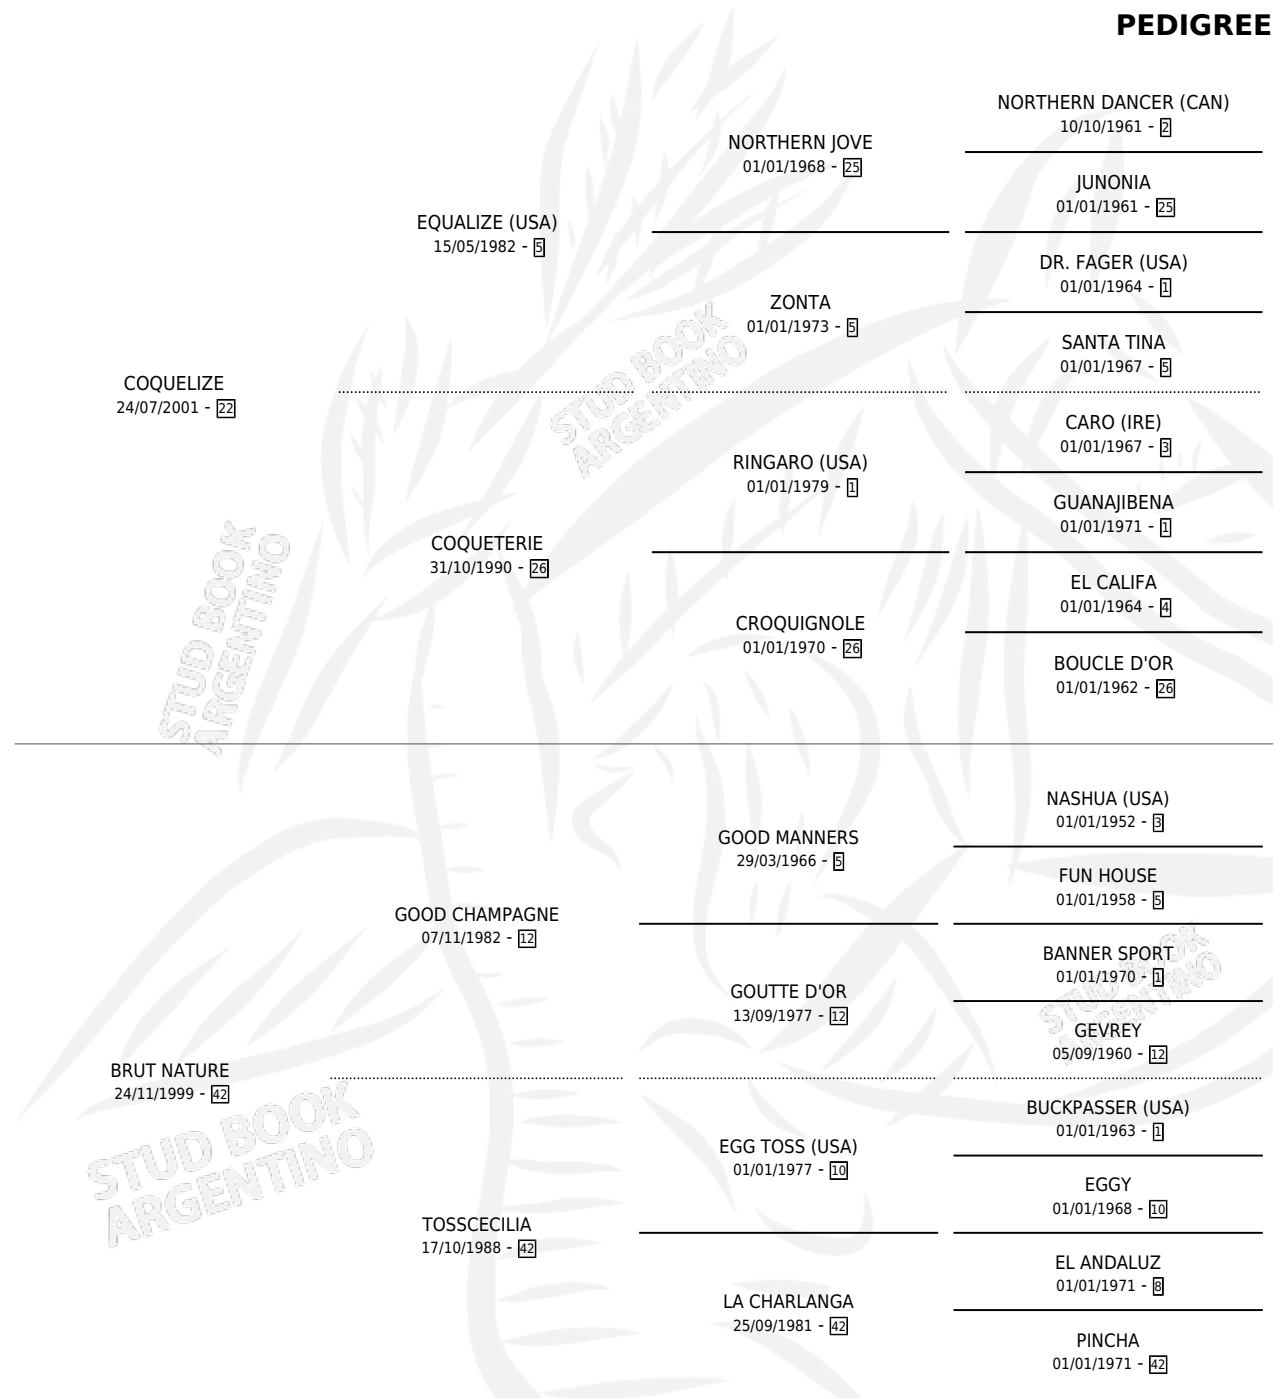 PEDIGREE
NORTHERN DANCER (CAN)
10/10/1961 - 2
NORTHERN JOVE
01/01/1968 - 25
JUNONIA
01/01/1961 - 25
EQUALIZE (USA)
15/05/1982 - 5
DR. FAGER (USA)
01/01/1964 - 1
ZONTA
01/01/1973 - 5
SANTA TINA
01/01/1967 - 5
COQUELIZE
24/07/2001 - 22
CARO (IRE)
01/01/1967 - 3
RINGARO (USA)
01/01/1979 - 1
GUANAJIBENA
01/01/1971 - 1
COQUETERIE
31/10/1990 - 26
EL CALIFA
01/01/1964 - 4
CROQUIGNOLE
01/01/1970 - 26
BOUCLE D'OR
01/01/1962 - 26
NASHUA (USA)
01/01/1952 - 3
GOOD MANNERS
29/03/1966 - 5
FUN HOUSE
01/01/1958 - 5
GOOD CHAMPAGNE
07/11/1982 - 12
BANNER SPORT
01/01/1970 - 1
GOUTTE D'OR
13/09/1977 - 12
GEVREY
05/09/1960 - 12
BRUT NATURE
24/11/1999 - 42
BUCKPASSER (USA)
01/01/1963 - 1
EGG TOSS (USA)
01/01/1977 - 10
EGGY
01/01/1968 - 10
TOSSCECILIA
17/10/1988 - 42
EL ANDALUZ
01/01/1971 - 8
LA CHARLANGA
25/09/1981 - 42
PINCHA
01/01/1971 - 42
STUD BOOK
ARGENTINO
STUD BOOK
ARGENTINO
STUD BOOK
ARGENTINO
STUD BOOK
ARGENTINO